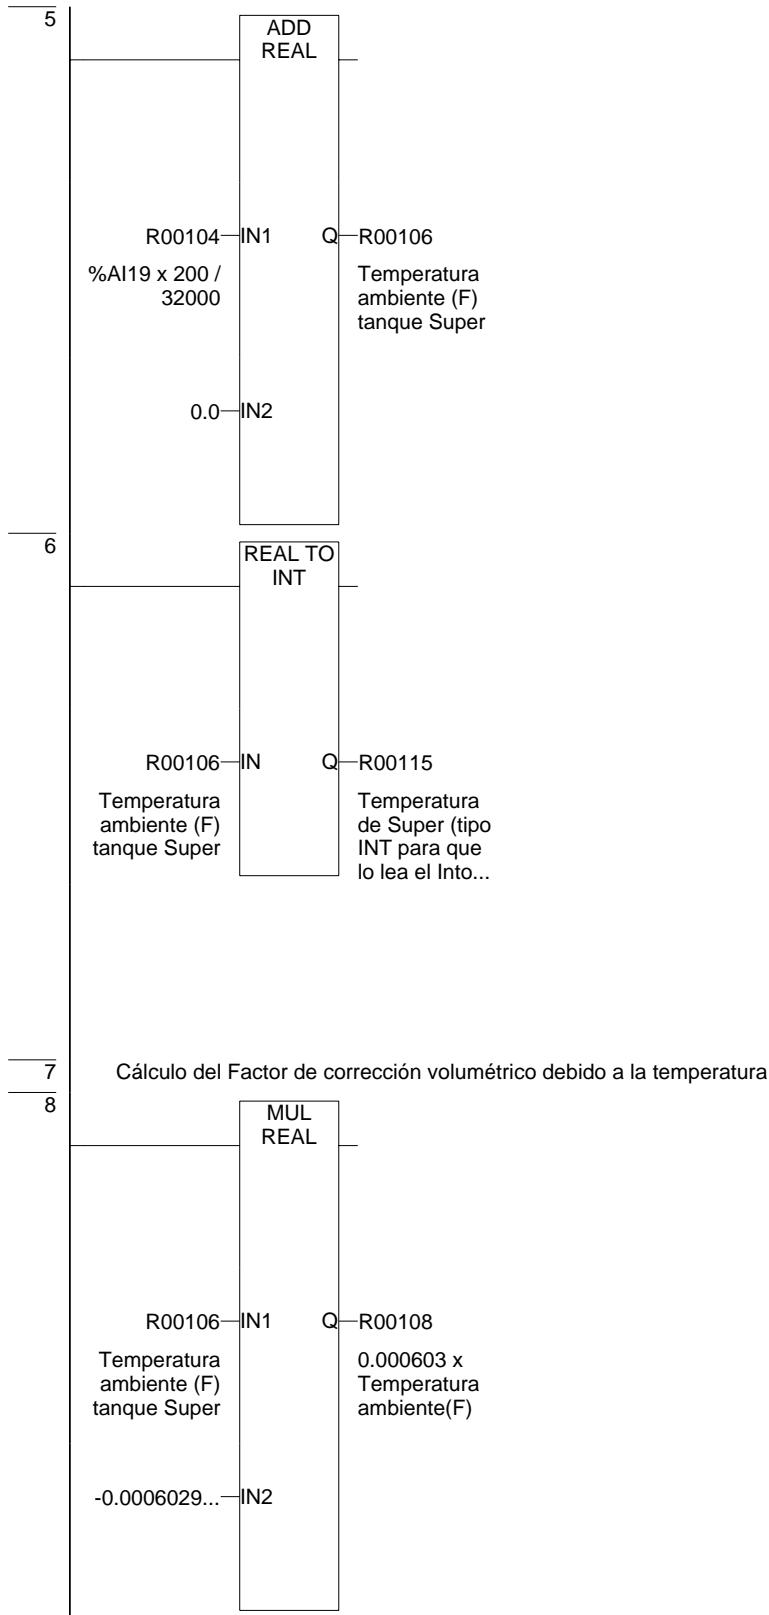 5
ADD
REAL
R00104
IN1
Q
R00106
%AI19 x 200 /
32000
Temperatura
ambiente (F)
tanque Super
0.0
IN2
6
REAL TO
INT
R00106
IN
Q
R00115
Temperatura
ambiente (F)
tanque Super
Temperatura
de Super (tipo
INT para que
lo lea el Into...
7
Cálculo del Factor de corrección volumétrico debido a la temperatura
8
MUL
REAL
R00106
IN1
Q
R00108
Temperatura
ambiente (F)
tanque Super
0.000603 x
Temperatura
ambiente(F)
-0.0006029...
IN2